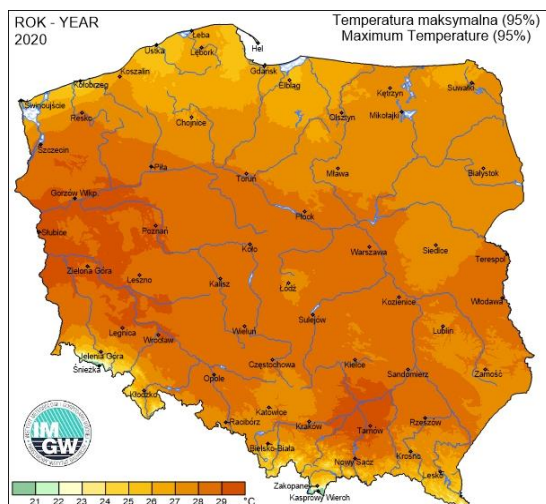 ROK - YEAR
2020
Temperatura maksymalna (95%)
Maximum Temperature (95%)
Łeba
Hel
Ustka
Lębork
Gdańsk
Koszalin
Kołobrzeg
Elbląg
Kętrzyn
Suwałki
Świnoujście
Resko
Chojnice
Olsztyn
Mikołajki
Szczecin
Piła
Toruń
Mława
Białystok
Gorzów Wlkp.
Płock
Słubice
Poznań
Koło
Warszawa
Siedlce
Terespol
Zielona Góra
Leszno
Kalisz
Łódź
Kozienice
Włodawa
Sulejów
Legnica
Wrocław
Wieluń
Lublin
Jelenia Góra
Śnieżka
Częstochowa
Kielce
Sandomierz
Zamość
Kłodzko
Opole
Katowice
Racibórz
Kraków
Tarnów
Rzeszów
Bielsko-Biała
Nowy Sącz
Krosno
Lesko
Zakopane
Kasprowy Wierch
IM
GW
21 22 23 24 25 26 27 28 29 °C